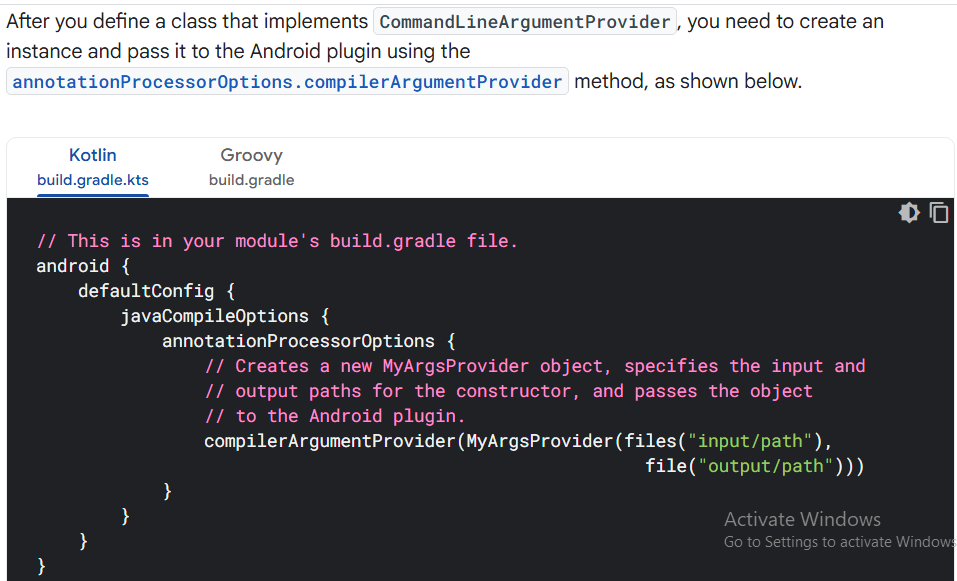 After you define a class that implements CommandLineArgumentProvider, you need to create an
instance and pass it to the Android plugin using the
annotationProcessorOptions.compilerArgumentProvider method, as shown below.
Kotlin
build.gradle.kts
Groovy
build.gradle
// This is in your module's build.gradle file.
android {
    defaultConfig {
        javaCompileOptions {
            annotationProcessorOptions {
                // Creates a new MyArgsProvider object, specifies the input and
                // output paths for the constructor, and passes the object
                // to the Android plugin.
                compilerArgumentProvider(MyArgsProvider(files("input/path"),
                                                          file("output/path")))
            }
        }
    }
}
Activate Windows
Go to Settings to activate Windows